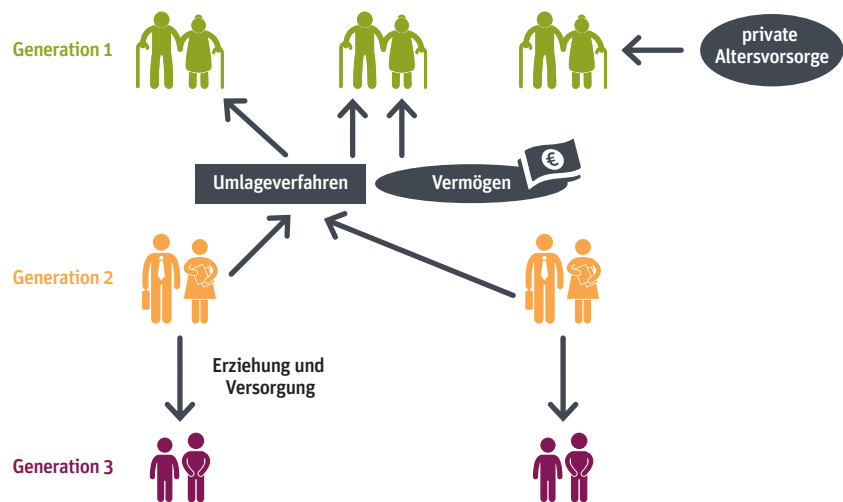 Generation 1
private
Altersvorsorge
Umlageverfahren
Vermögen
€
Generation 2
Erziehung und
Versorgung
Generation 3